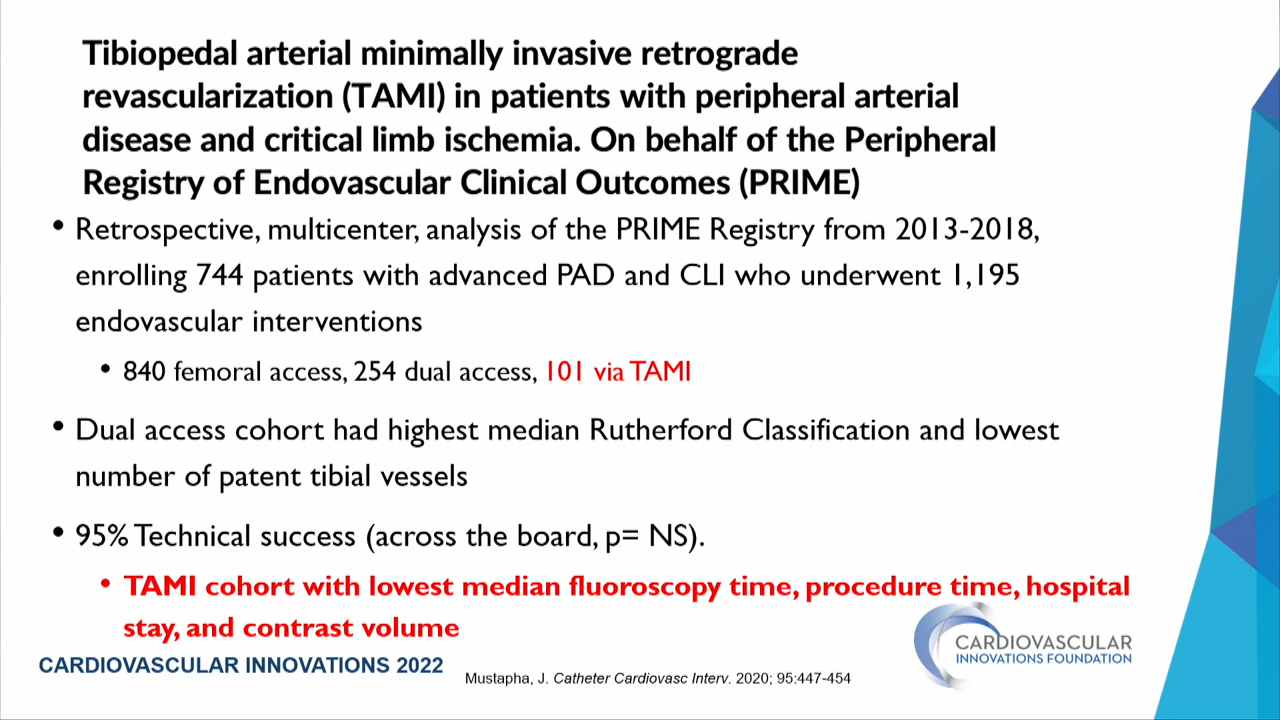 Tibiopedal arterial minimally invasive retrograde
revascularization (TAMI) in patients with peripheral arterial
disease and critical limb ischemia. On behalf of the Peripheral
Registry of Endovascular Clinical Outcomes (PRIME)
• Retrospective, multicenter, analysis of the PRIME Registry from 2013-2018,
enrolling 744 patients with advanced PAD and CLI who underwent 1,195
endovascular interventions
• 840 femoral access, 254 dual access, 101 via TAMI
• Dual access cohort had highest median Rutherford Classification and lowest
number of patent tibial vessels
• 95% Technical success (across the board, p= NS).
• TAMI cohort with lowest median fluoroscopy time, procedure time, hospital
stay, and contrast volume
CARDIOVASCULAR INNOVATIONS 2022
Mustapha, J. Catheter Cardiovasc Interv. 2020; 95:447-454
CARDIOVASCULAR
INNOVATIONS FOUNDATION